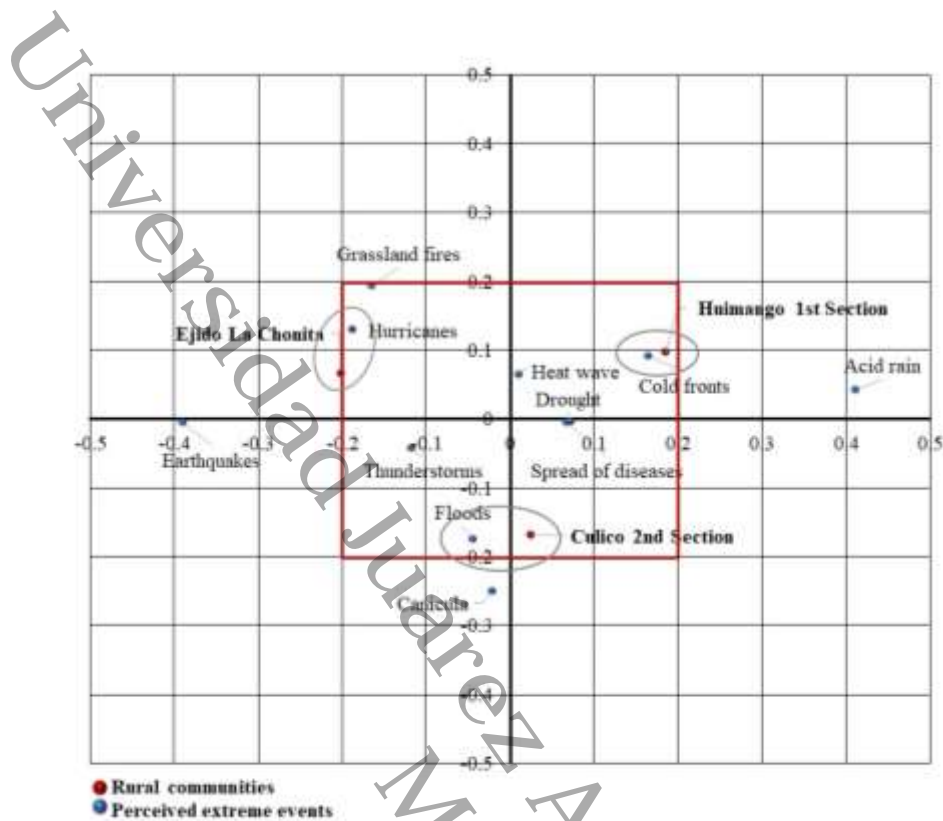 0.5
0.4
0.3
Grassland fires
0.2
Huimango 1st Section
Ejido La Chonita
Hurricanes
0.1
Acid rain
Heat wave
Cold fronts
Drought
0
-0.5 -0.4 -0.3 -0.2 -0.1 0 0.1 0.2 0.3 0.4 0.5
Earthquakes
Thunderstorms
Spread of diseases
-0.1
Floods
Culico 2nd Section
-0.2
Canicula
-0.3
-0.4
-0.5
Rural communities
Perceived extreme events
Universidad Juárez A
M